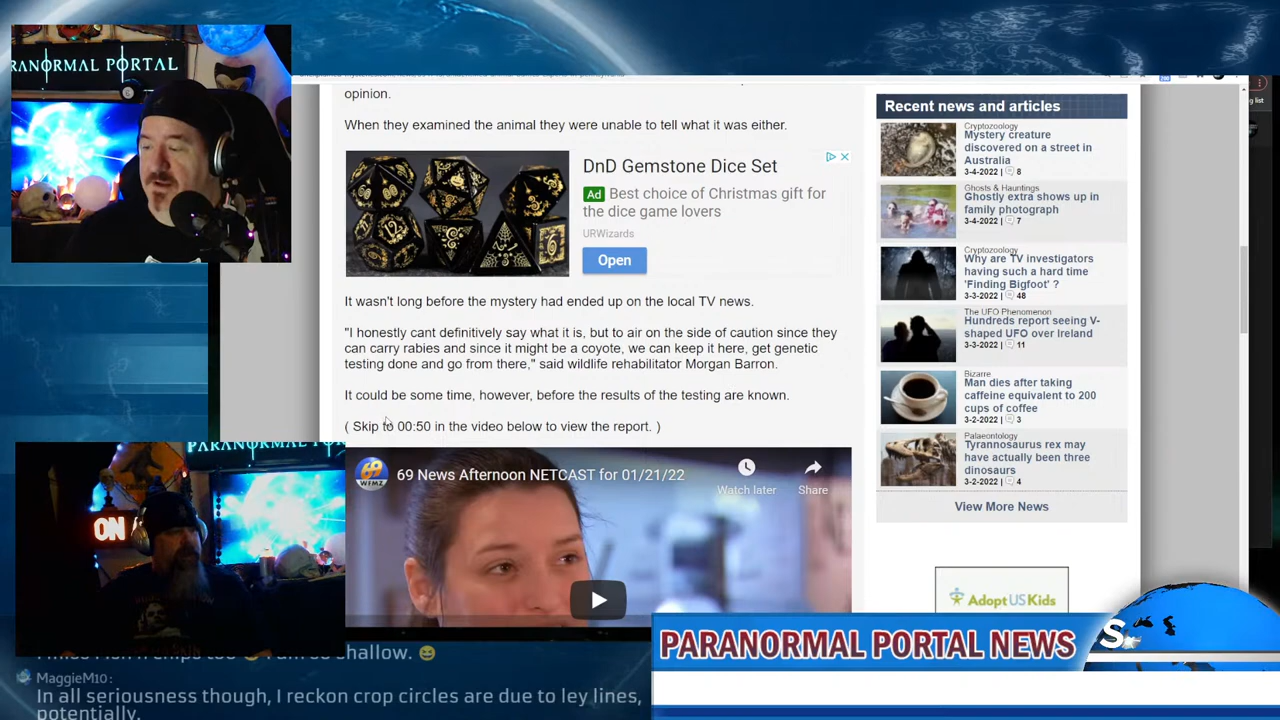 RANORMAL PORTAL
opinion.
When they examined the animal they were unable to tell what it was either.
DnD Gemstone Dice Set
Ad Best choice of Christmas gift for
the dice game lovers
URWizards
Open
It wasn't long before the mystery had ended up on the local TV news.
"I honestly cant definitively say what it is, but to air on the side of caution since they
can carry rabies and since it might be a coyote, we can keep it here, get genetic
testing done and go from there," said wildlife rehabilitator Morgan Barron.
It could be some time, however, before the results of the testing are known.
( Skip to 00:50 in the video below to view the report. )
69 News Afternoon NETCAST for 01/21/22
69
WFMZ
Watch later
Share
Recent news and articles
Cryptozoology
Mystery creature
discovered on a street in
Australia
3-4-2022 | 8
Ghosts & Hauntings
Ghostly extra shows up in
family photograph
3-4-2022 | 7
Cryptozoology
Why are TV investigators
having such a hard time
'Finding Bigfoot' ?
3-3-2022 | 48
The UFO Phenomenon
Hundreds report seeing V-
shaped UFO over Ireland
3-3-2022 | 11
Bizarre
Man dies after taking
caffeine equivalent to 200
cups of coffee
3-2-2022 | 3
Palaeontology
Tyrannosaurus rex may
have actually been three
dinosaurs
3-2-2022 | 4
View More News
AdoptUSKids
PARANORMAL
ON
PARANORMAL PORTAL NEWS
S.
too I am so shallow.
MaggieM10:
In all seriousness though, I reckon crop circles are due to ley lines,
potentially.